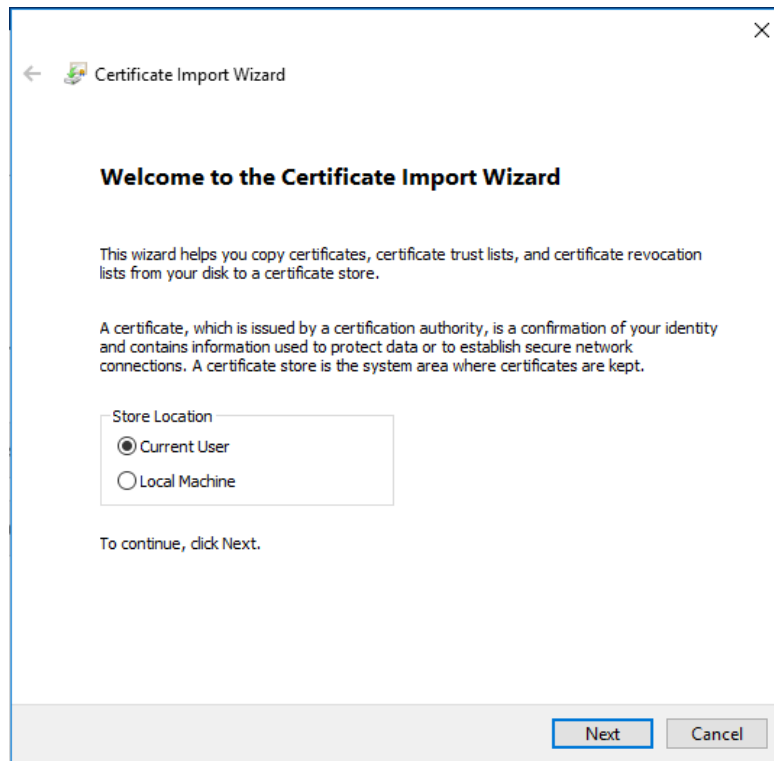 Certificate Import Wizard
Welcome to the Certificate Import Wizard
This wizard helps you copy certificates, certificate trust lists, and certificate revocation
lists from your disk to a certificate store.
A certificate, which is issued by a certification authority, is a confirmation of your identity
and contains information used to protect data or to establish secure network
connections. A certificate store is the system area where certificates are kept.
Store Location
Current User
Local Machine
To continue, click Next.
Next Cancel